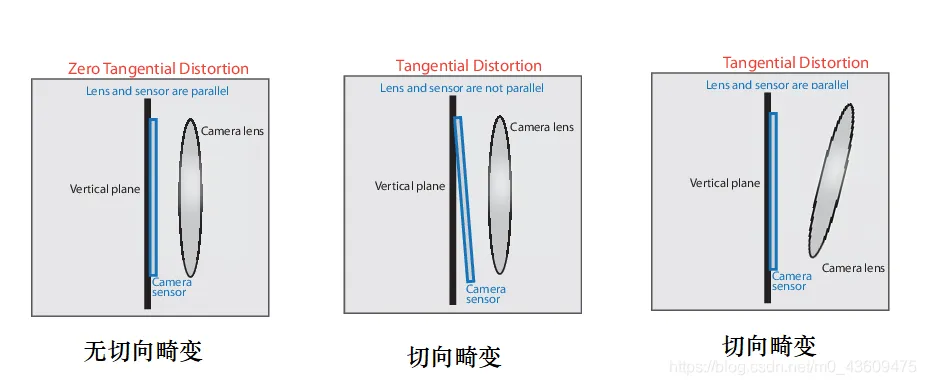 Zero Tangential Distortion
Lens and sensor are parallel
Camera lens
Vertical plane
Camera
sensor
无切向畸变
Tangential Distortion
Lens and sensor are not parallel
Camera lens
Vertical plane
Camera
sensor
切向畸变
Tangential Distortion
Lens and sensor are parallel
Vertical plane
Camera lens
Camera
sensor
切向畸变
https://blog.csdn.net/m0_43609475